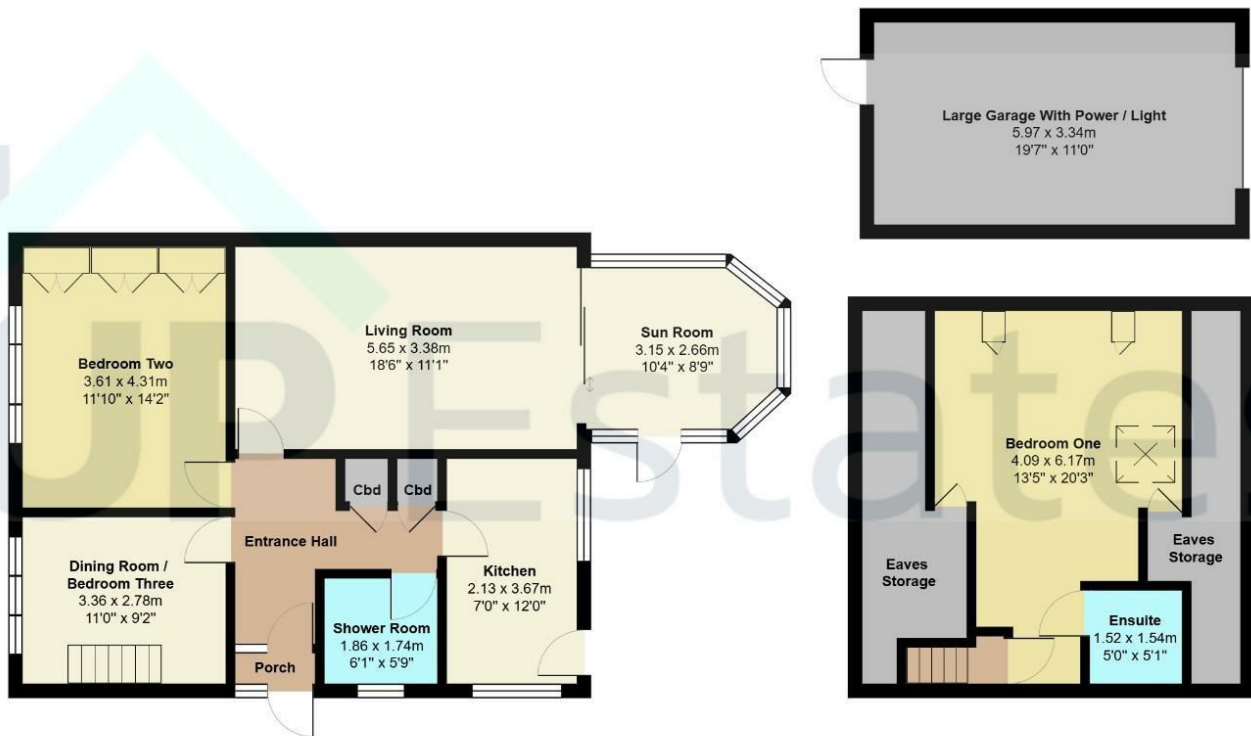 Large Garage With Power / Light
5.97 x 3.34m
19'7" x 11'0"
Living Room
5.65 x 3.38m
18'6" x 11'1"
Sun Room
3.15 x 2.66m
10'4" x 8'9"
Bedroom Two
3.61 x 4.31m
11'10" x 14'2"
Bedroom One
4.09 x 6.17m
13'5" x 20'3"
Cbd
Cbd
Entrance Hall
Eaves
Storage
Eaves
Storage
Dining Room /
Bedroom Three
3.36 x 2.78m
11'0" x 9'2"
Kitchen
2.13 x 3.67m
7'0" x 12'0"
Shower Room
1.86 x 1.74m
6'1" x 5'9"
Ensuite
1.52 x 1.54m
5'0" x 5'1"
Porch
UP Estates